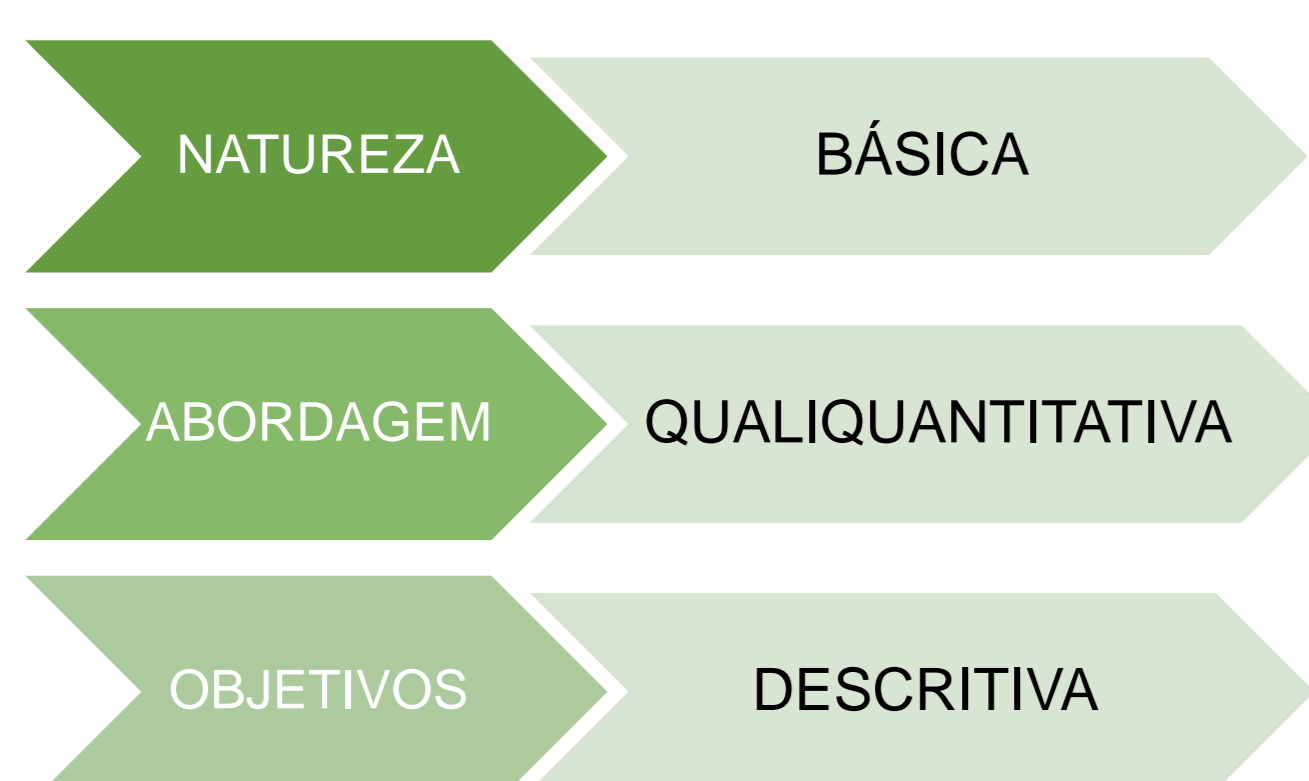 NATUREZA
BÁSICA
ABORDAGEM
QUALIQUANTITATIVA
OBJETIVOS
DESCRITIVA